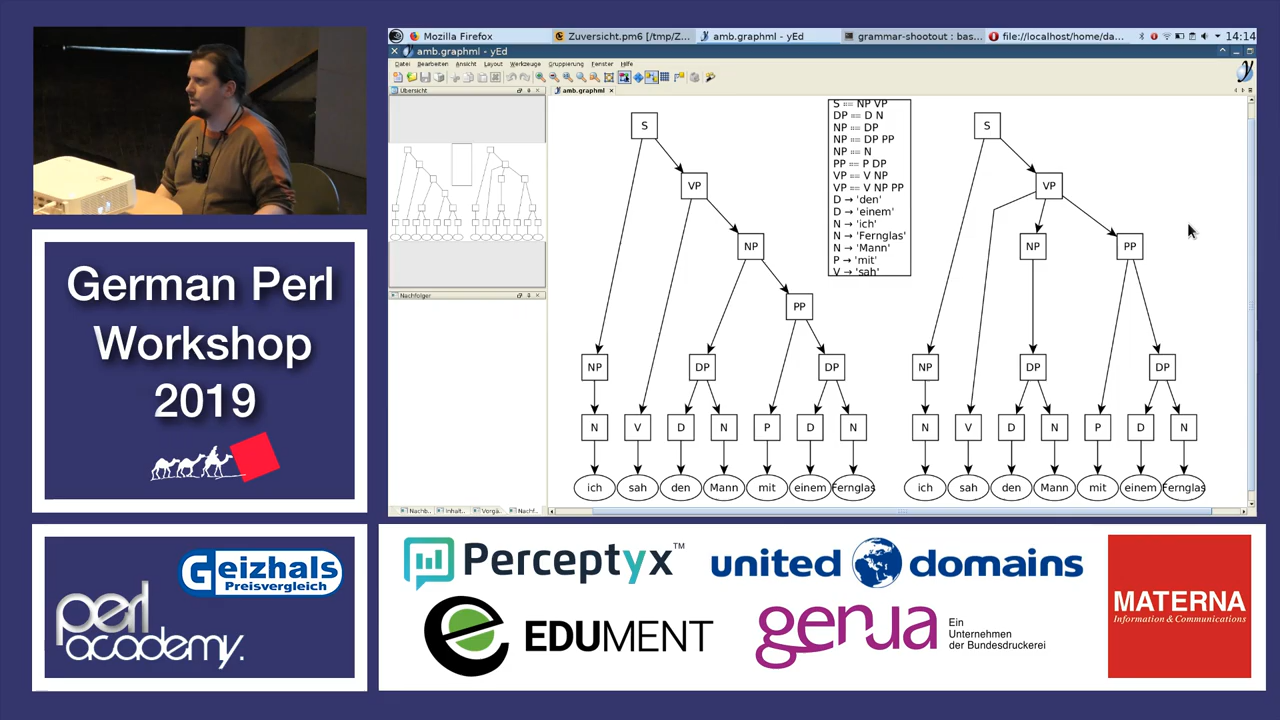 Mozilla Firefox
Zuversicht.pm6 [/tmp/Z...
amb.graphml - yEd
grammar-shootout : bas...
file:///localhost/home/da...
14:14
amb.graphml - yEd
Datei Bearbeiten Ansicht Layout Werkzeuge Gruppierung Fenster Hilfe
Übersicht
amb.graphml
Nachfolger
Nachb... Inhalt... Vorgä... Nachf...
S ⩴ NP VP
DP ⩴ D N
NP ⩴ DP
NP ⩴ DP PP
NP ⩴ N
PP ⩴ P DP
VP ⩴ V NP
VP ⩴ V NP PP
D → 'den'
D → 'einem'
N → 'ich'
N → 'Fernglas'
N → 'Mann'
P → 'mit'
V → 'sah'
S
VP
NP
PP
NP DP DP
N V D N P D N
ich sah den Mann mit einem Fernglas
S
VP
NP PP
NP DP DP
N V D N P D N
ich sah den Mann mit einem Fernglas
German Perl
Workshop
2019
Geizhals
Preisvergleich
perl
academy.
Perceptyx™
united domains
EDUMENT
genua
Ein
Unternehmen
der Bundesdruckerei
MATERNA
Information & Communications